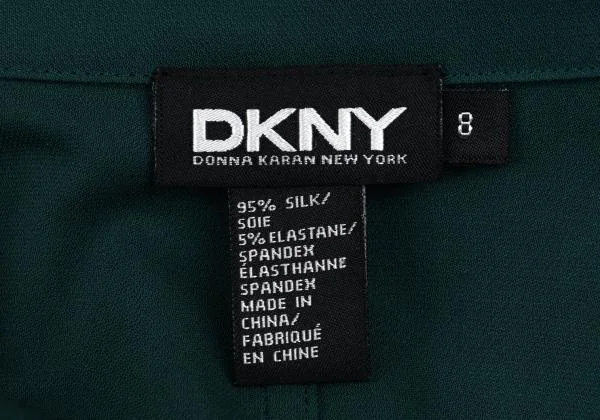 DKNY
DONNA KARAN NEW YORK
8
95% SILK/
SOIE
5% ELASTANE/
SPANDEX
ÉLASTHANNE
SPANDEX
MADE IN
CHINA/
FABRIQUÉ
EN CHINE